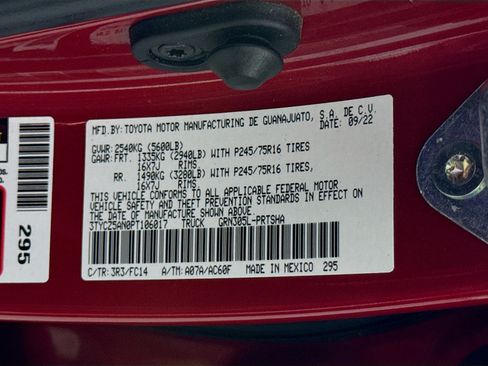 MFD.BY: TOYOTA MOTOR MANUFACTURING DE GUANAJUATO, S.A. DE C.V.
DATE: 09/22
GVWR: 2540KG (5600LB)
GAWR: FRT. 1335KG (2940LB) WITH P245/75R16 TIRES
16X7J RIMS
RR. 1490KG (3280LB) WITH P245/75R16 TIRES,
16X7J RIMS
THIS VEHICLE CONFORMS TO ALL APPLICABLE FEDERAL MOTOR
VEHICLE SAFETY AND THEFT PREVENTION STANDARDS IN EFFECT ON
THE DATE OF MANUFACTURE SHOWN ABOVE.
3TYCZ5AN0PT106017 TRUCK GRN305L-PRTSHA
C/TR: 3R3/FC14 A/TM: A07A/AC60F MADE IN MEXICO 295
295